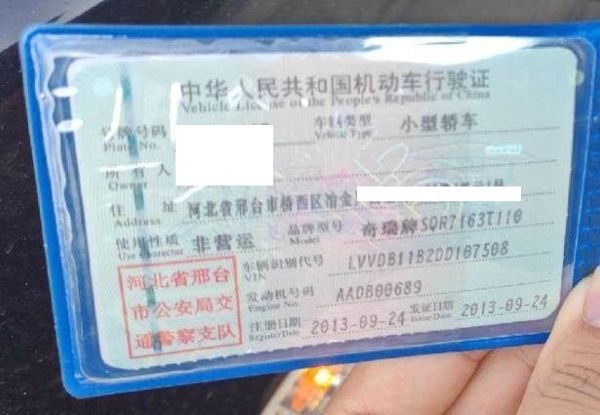 中华人民共和国机动车行驶证
Vehicle License of the People's Republic of China
号牌号码 车辆类型 小型轿车
Plate No. Vehicle Type
所有人
Owner
住址 河北省邢台市桥西区冶金
Address
使用性质 非营运 品牌型号 奇瑞牌SQR7163T110
Use Character Model
车辆识别代号 LVVDB11B2DD107508
VIN
发动机号码 AADB00689
Engine No.
注册日期 2013-09-24 发证日期 2013-09-24
Register Date Issue Date
河北省邢台
市公安局交
通警察支队